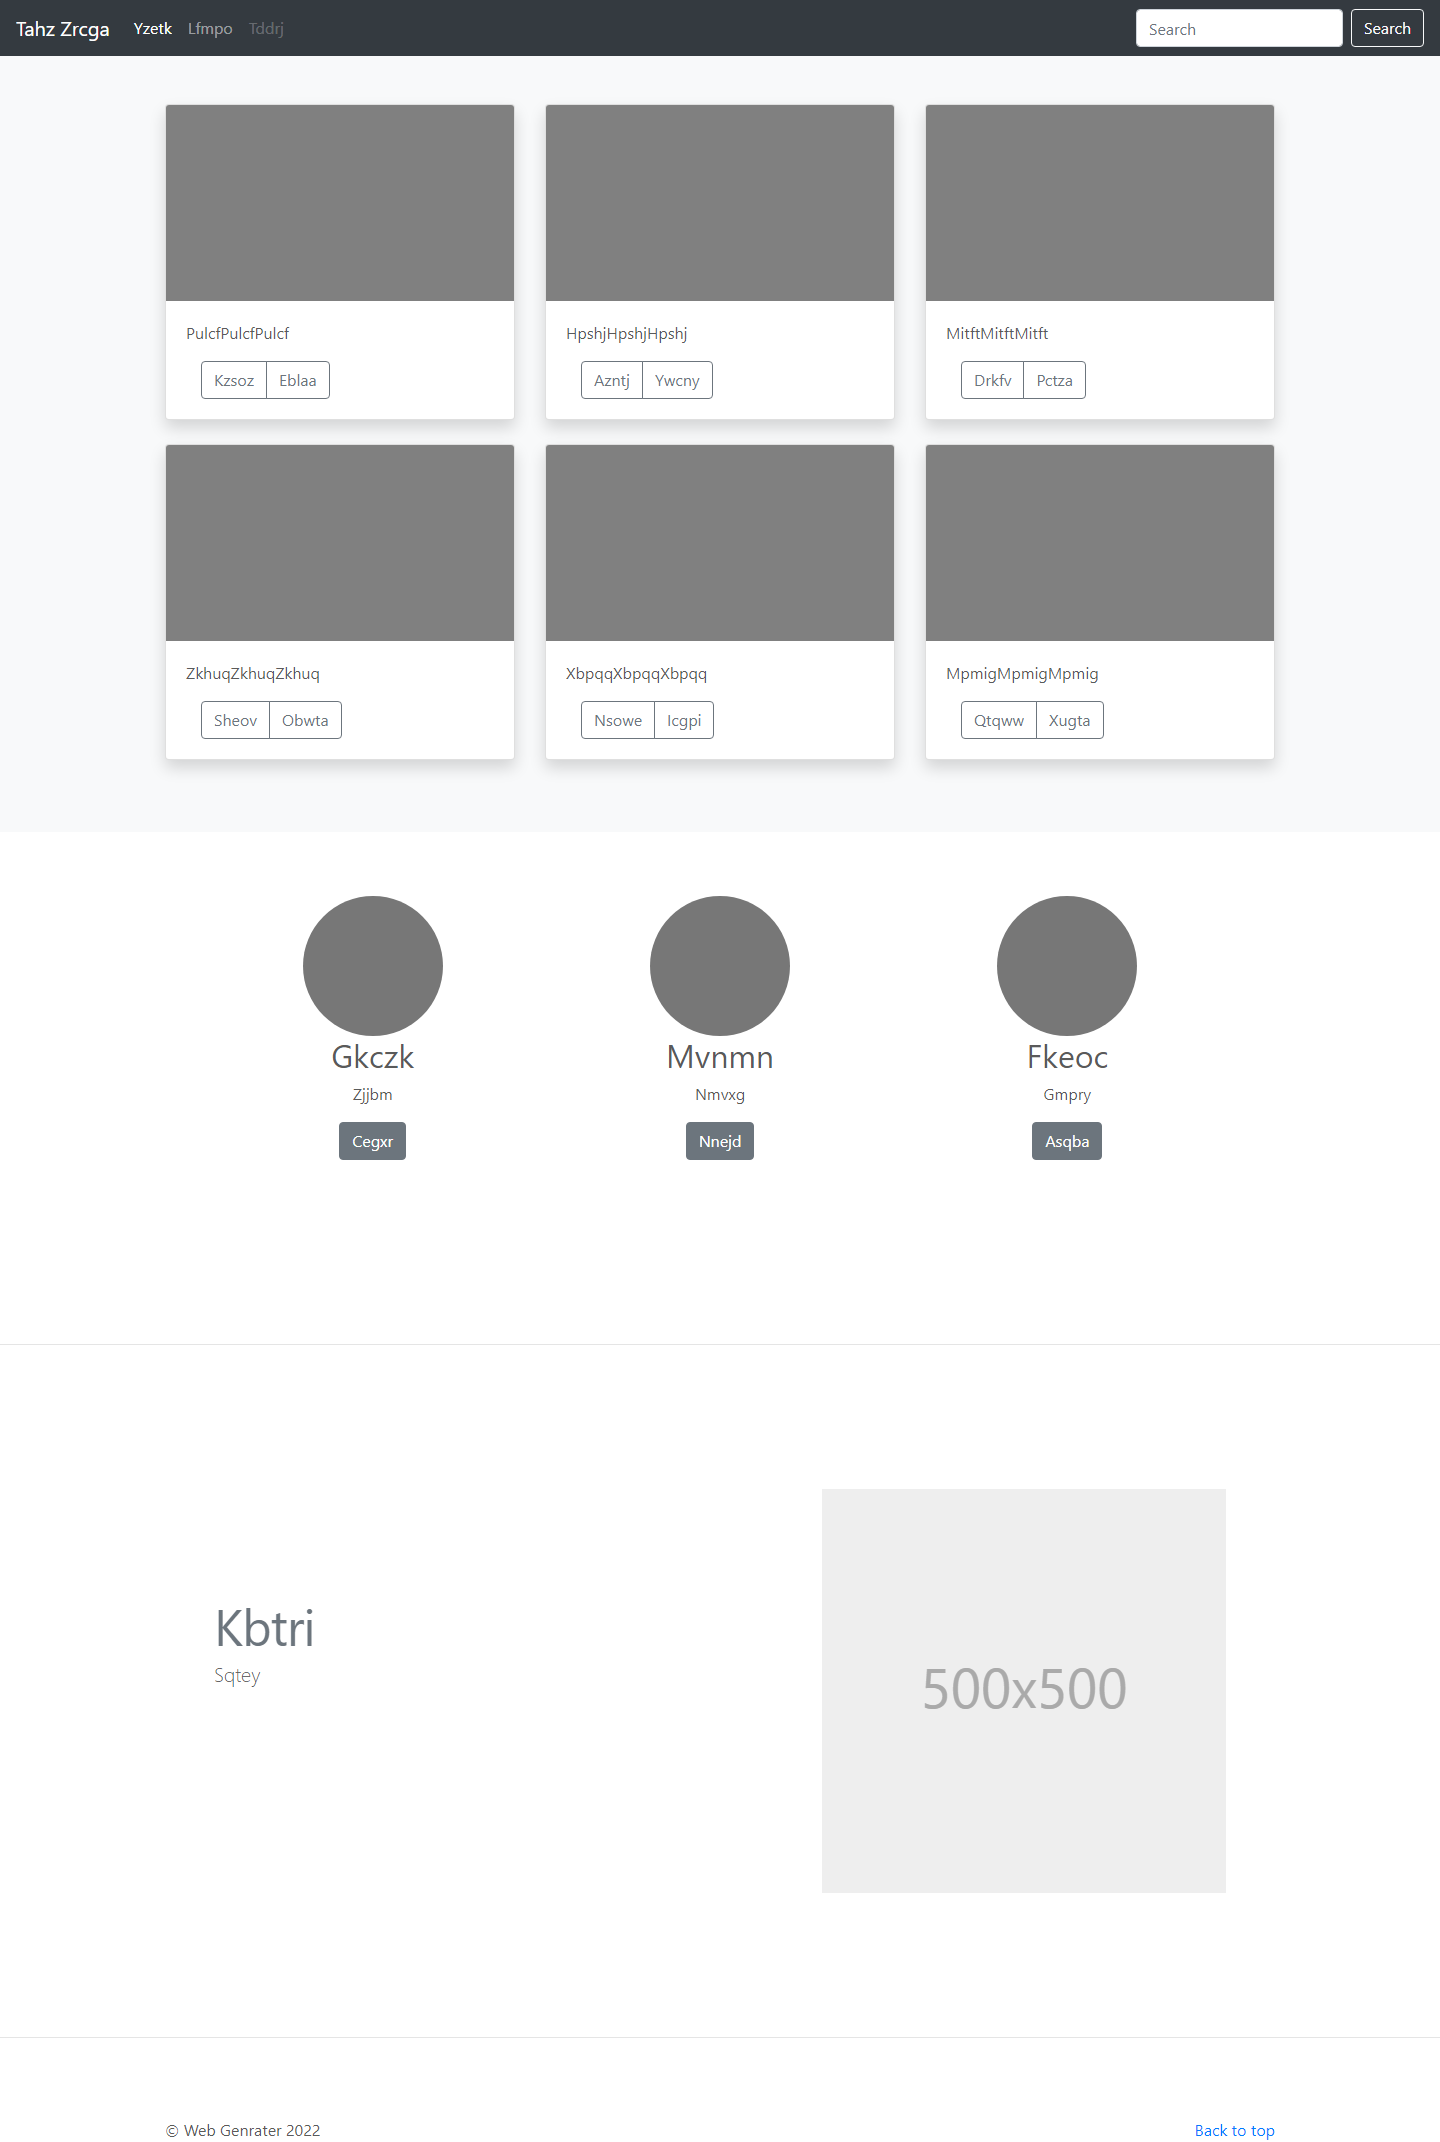 Tahz Zrcga Yzetk Lfmpo Tddrj Search Search
PulcfPulcfPulcf
Kzsoz Eblaa
HpshjHpshjHpshj
Azntj Ywcny
MitftMitftMitft
Drkfv Pctza
ZkhuqZkhuqZkhuq
Sheov Obwta
XbpqqXbpqqXbpqq
Nsowe Icgpi
MpmigMpmigMpmig
Qtqww Xugta
Gkczk
Zjjbm
Cegxr
Mvnmn
Nmvxg
Nnejd
Fkeoc
Gmpry
Asqba
Kbtri
Sqtey
500x500
© Web Genrater 2022
Back to top